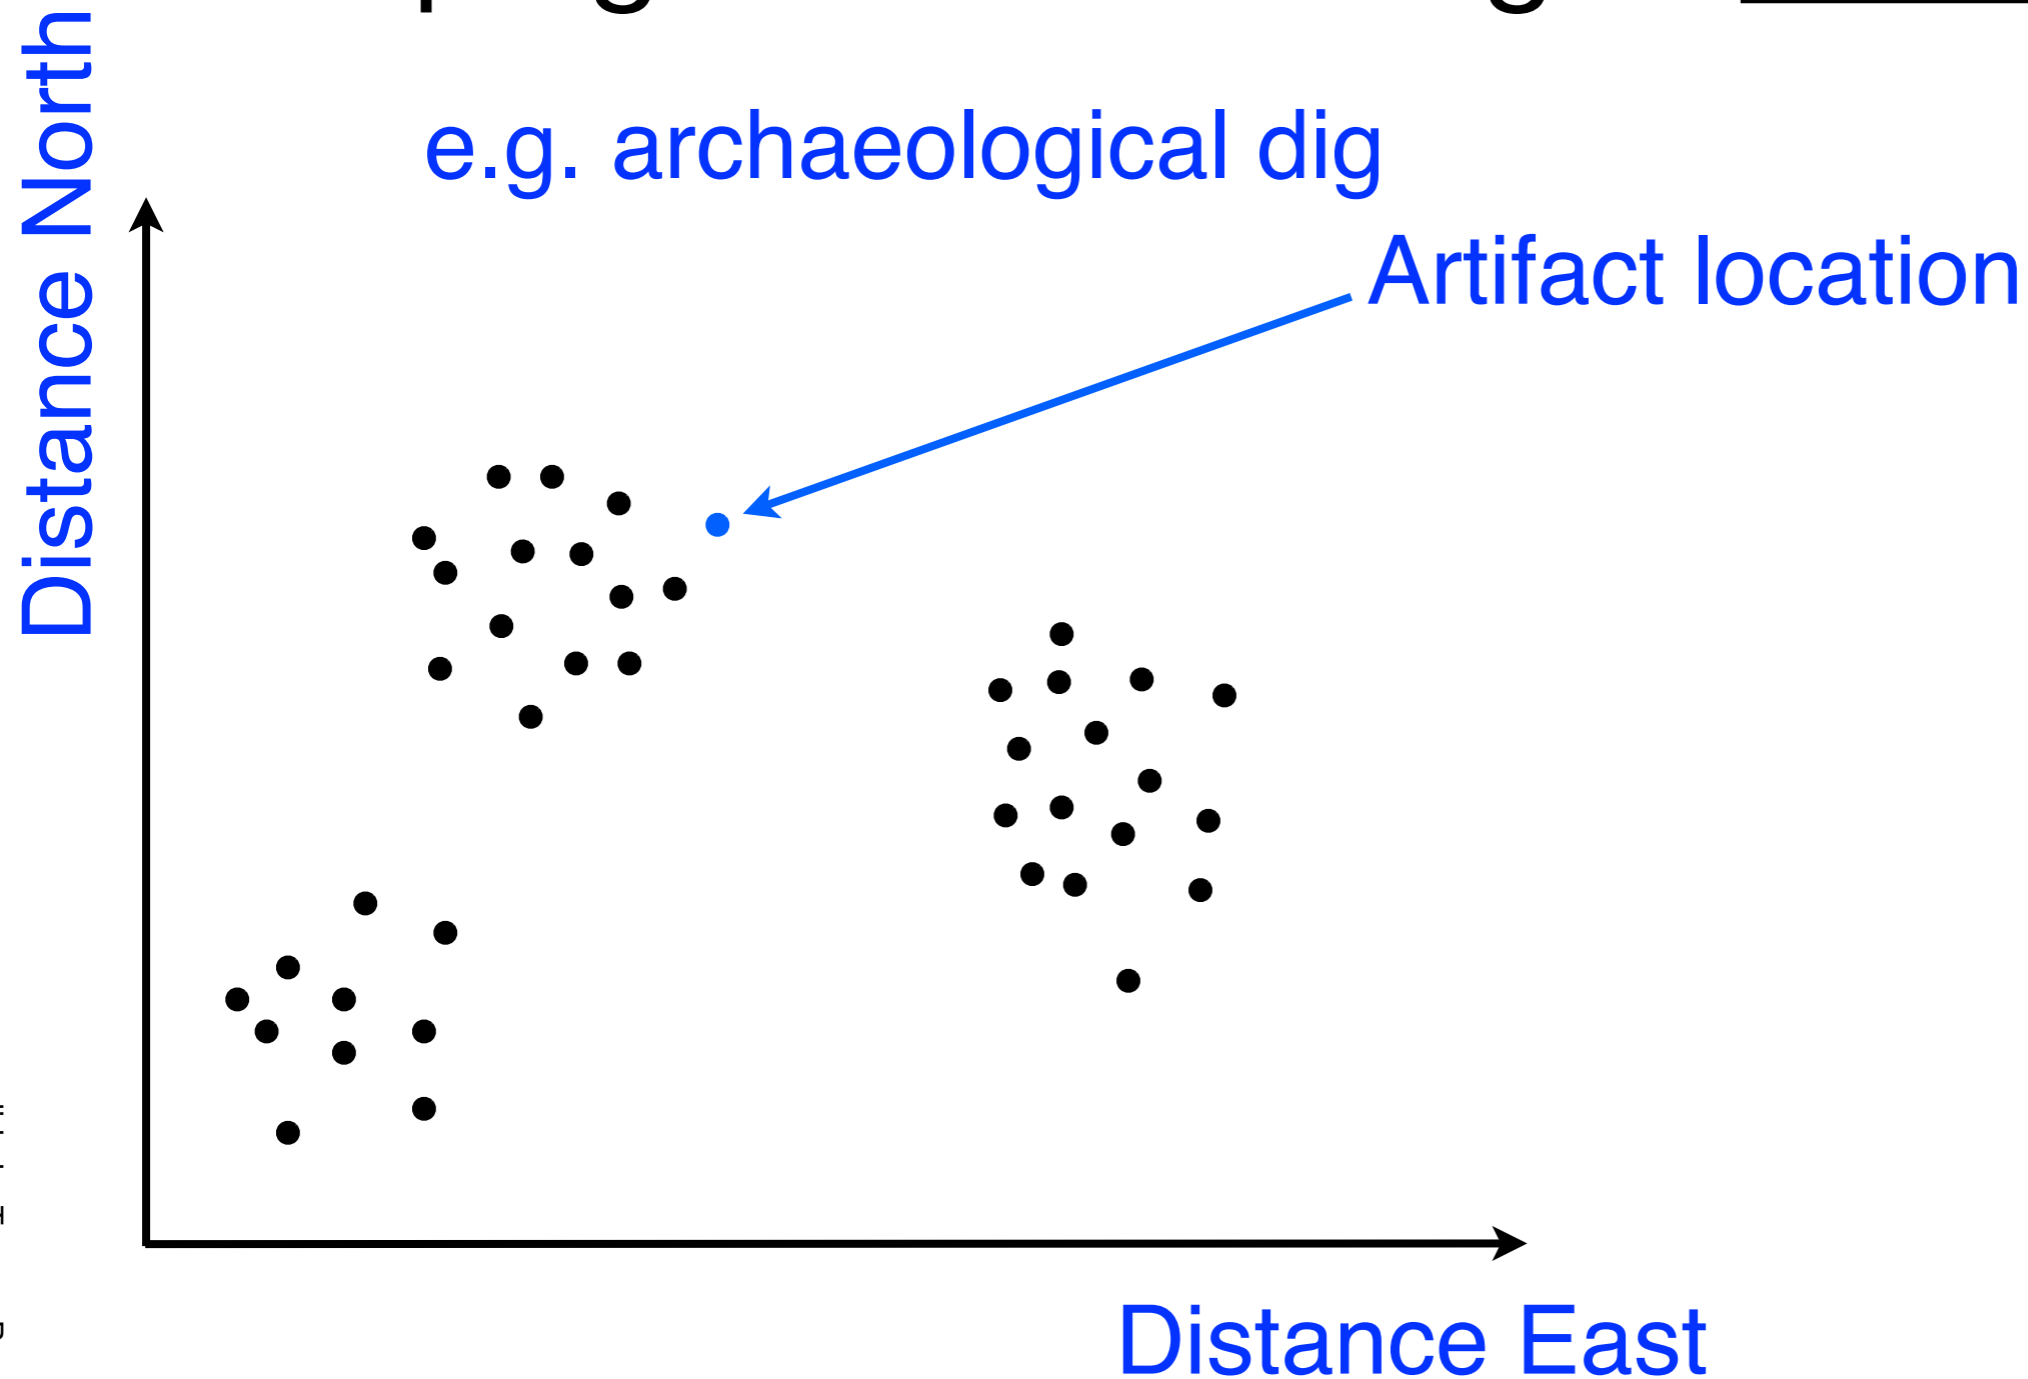 e.g. archaeological dig
Distance North
Artifact location
Distance East